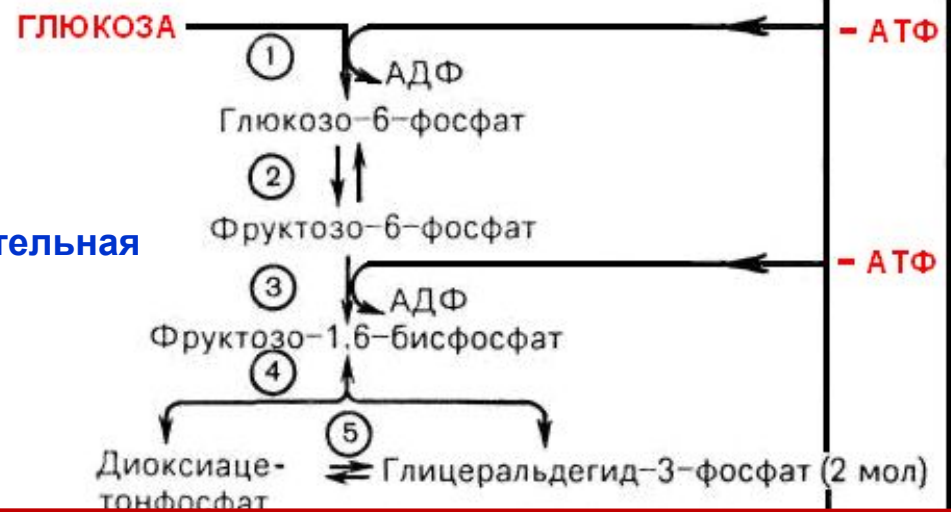 ГЛЮКОЗА - АТФ
1
АДФ
Глюкозо-6-фосфат
2
Фруктозо-6-фосфат
тельная
- АТФ
3
АДФ
Фруктозо-1,6-бисфосфат
4
5
Диоксиаце- Глицеральдегид-3-фосфат (2 мол)
тонфосфат